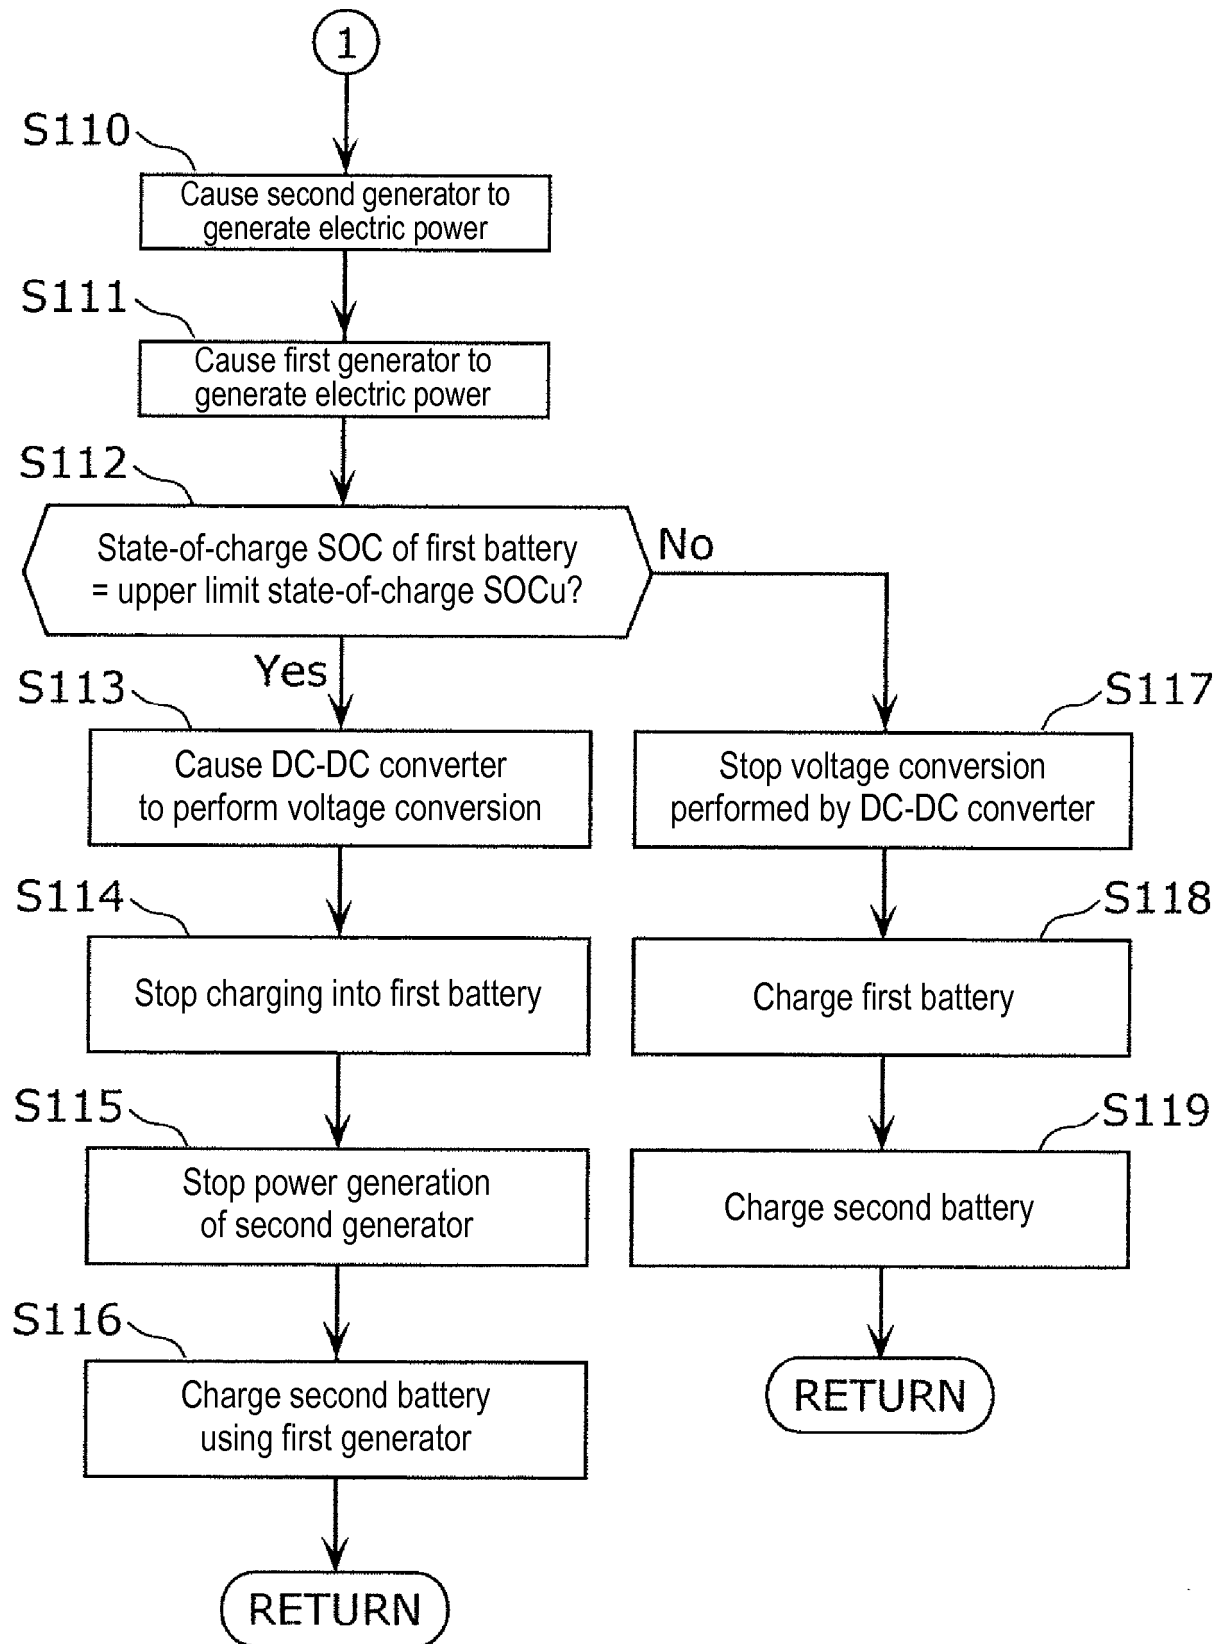 1
S110
Cause second generator to
generate electric power
S111
Cause first generator to
generate electric power
S112
State-of-charge SOC of first battery
= upper limit state-of-charge SOCu?
No
Yes
S113
Cause DC-DC converter
to perform voltage conversion
S114
Stop charging into first battery
S115
Stop power generation
of second generator
S116
Charge second battery
using first generator
RETURN
S117
Stop voltage conversion
performed by DC-DC converter
S118
Charge first battery
S119
Charge second battery
RETURN